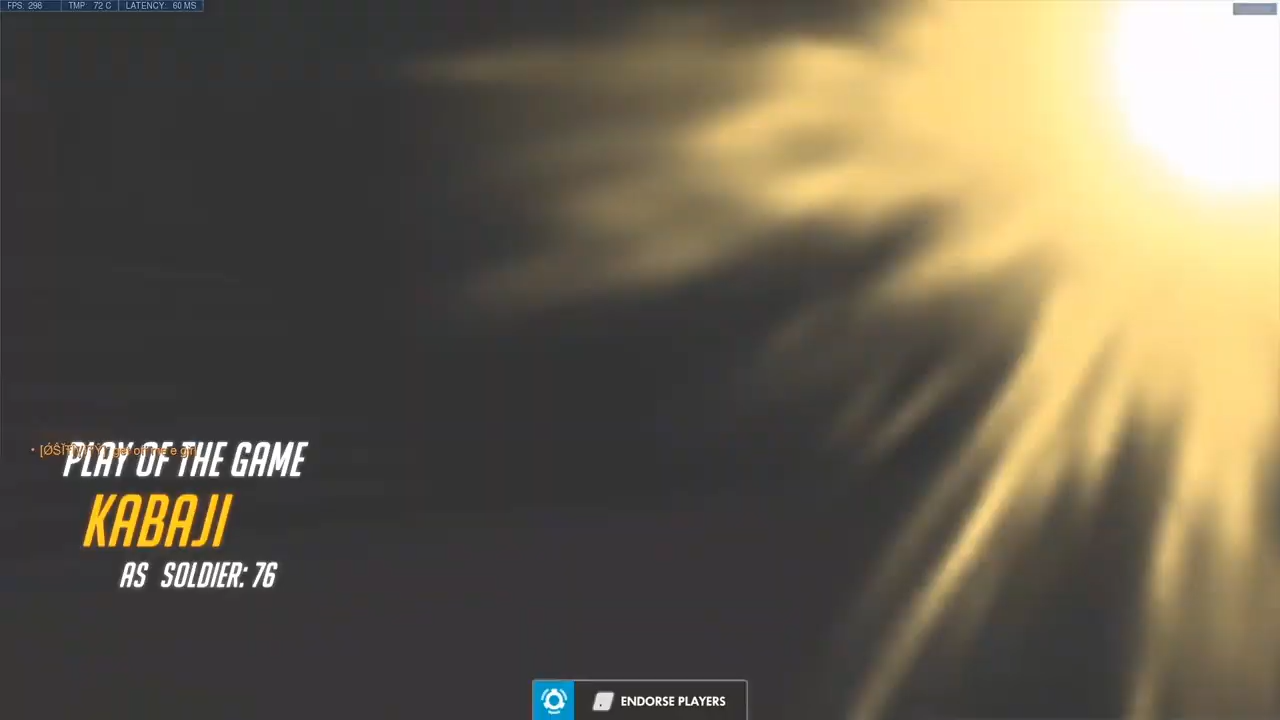 FPS: 298 TMP: 72 C LATENCY: 60 MS
PLAY OF THE GAME
KABAJI
AS SOLDIER: 76
ENDORSE PLAYERS